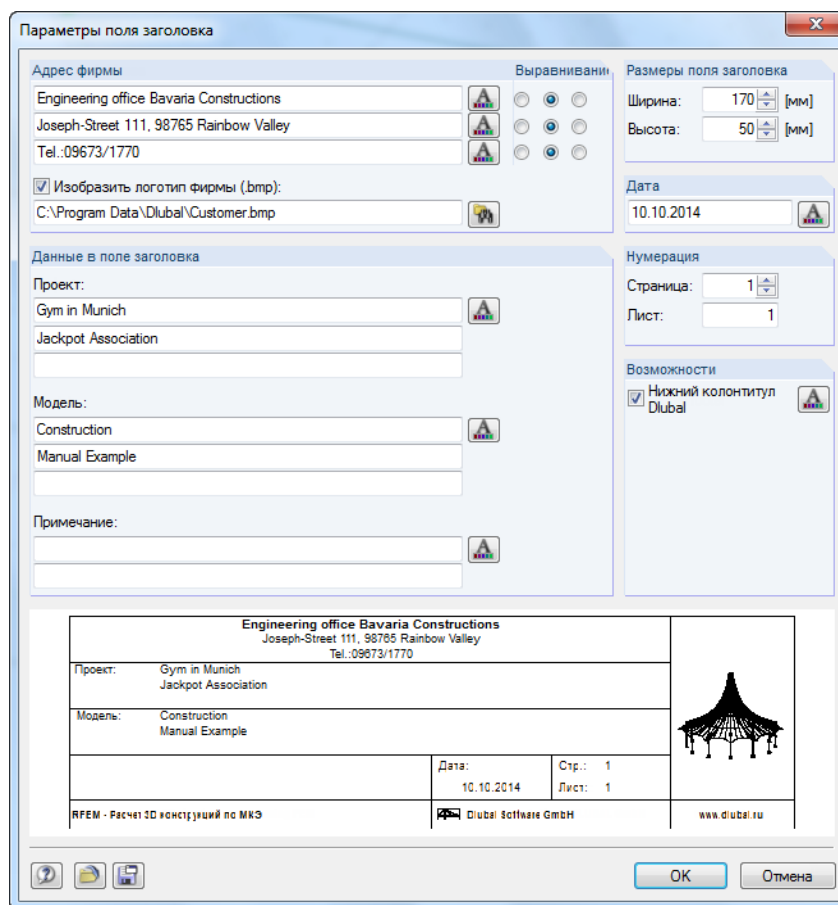 Параметры поля заголовка
Адрес фирмы
Выравнивани
Engineering office Bavaria Constructions
Joseph-Street 111, 98765 Rainbow Valley
Tel.:09673/1770
Изобразить логотип фирмы (.bmp):
C:\Program Data\Dlubal\Customer.bmp
Размеры поля заголовка
Ширина: 170 [мм]
Высота: 50 [мм]
Дата
10.10.2014
Данные в поле заголовка
Проект:
Gym in Munich
Jackpot Association
Модель:
Construction
Manual Example
Примечание:
Нумерация
Страница: 1
Лист: 1
Возможности
Нижний колонтитул
Dlubal
Engineering office Bavaria Constructions
Joseph-Street 111, 98765 Rainbow Valley
Tel.:09673/1770
Проект: Gym in Munich
Jackpot Association
Модель: Construction
Manual Example
Дата: Стр.: 1
10.10.2014 Лист: 1
RFEM - Расчет 3D конструкций по МКЭ Dlubal Software GmbH www.dlubal.ru
OK Отмена